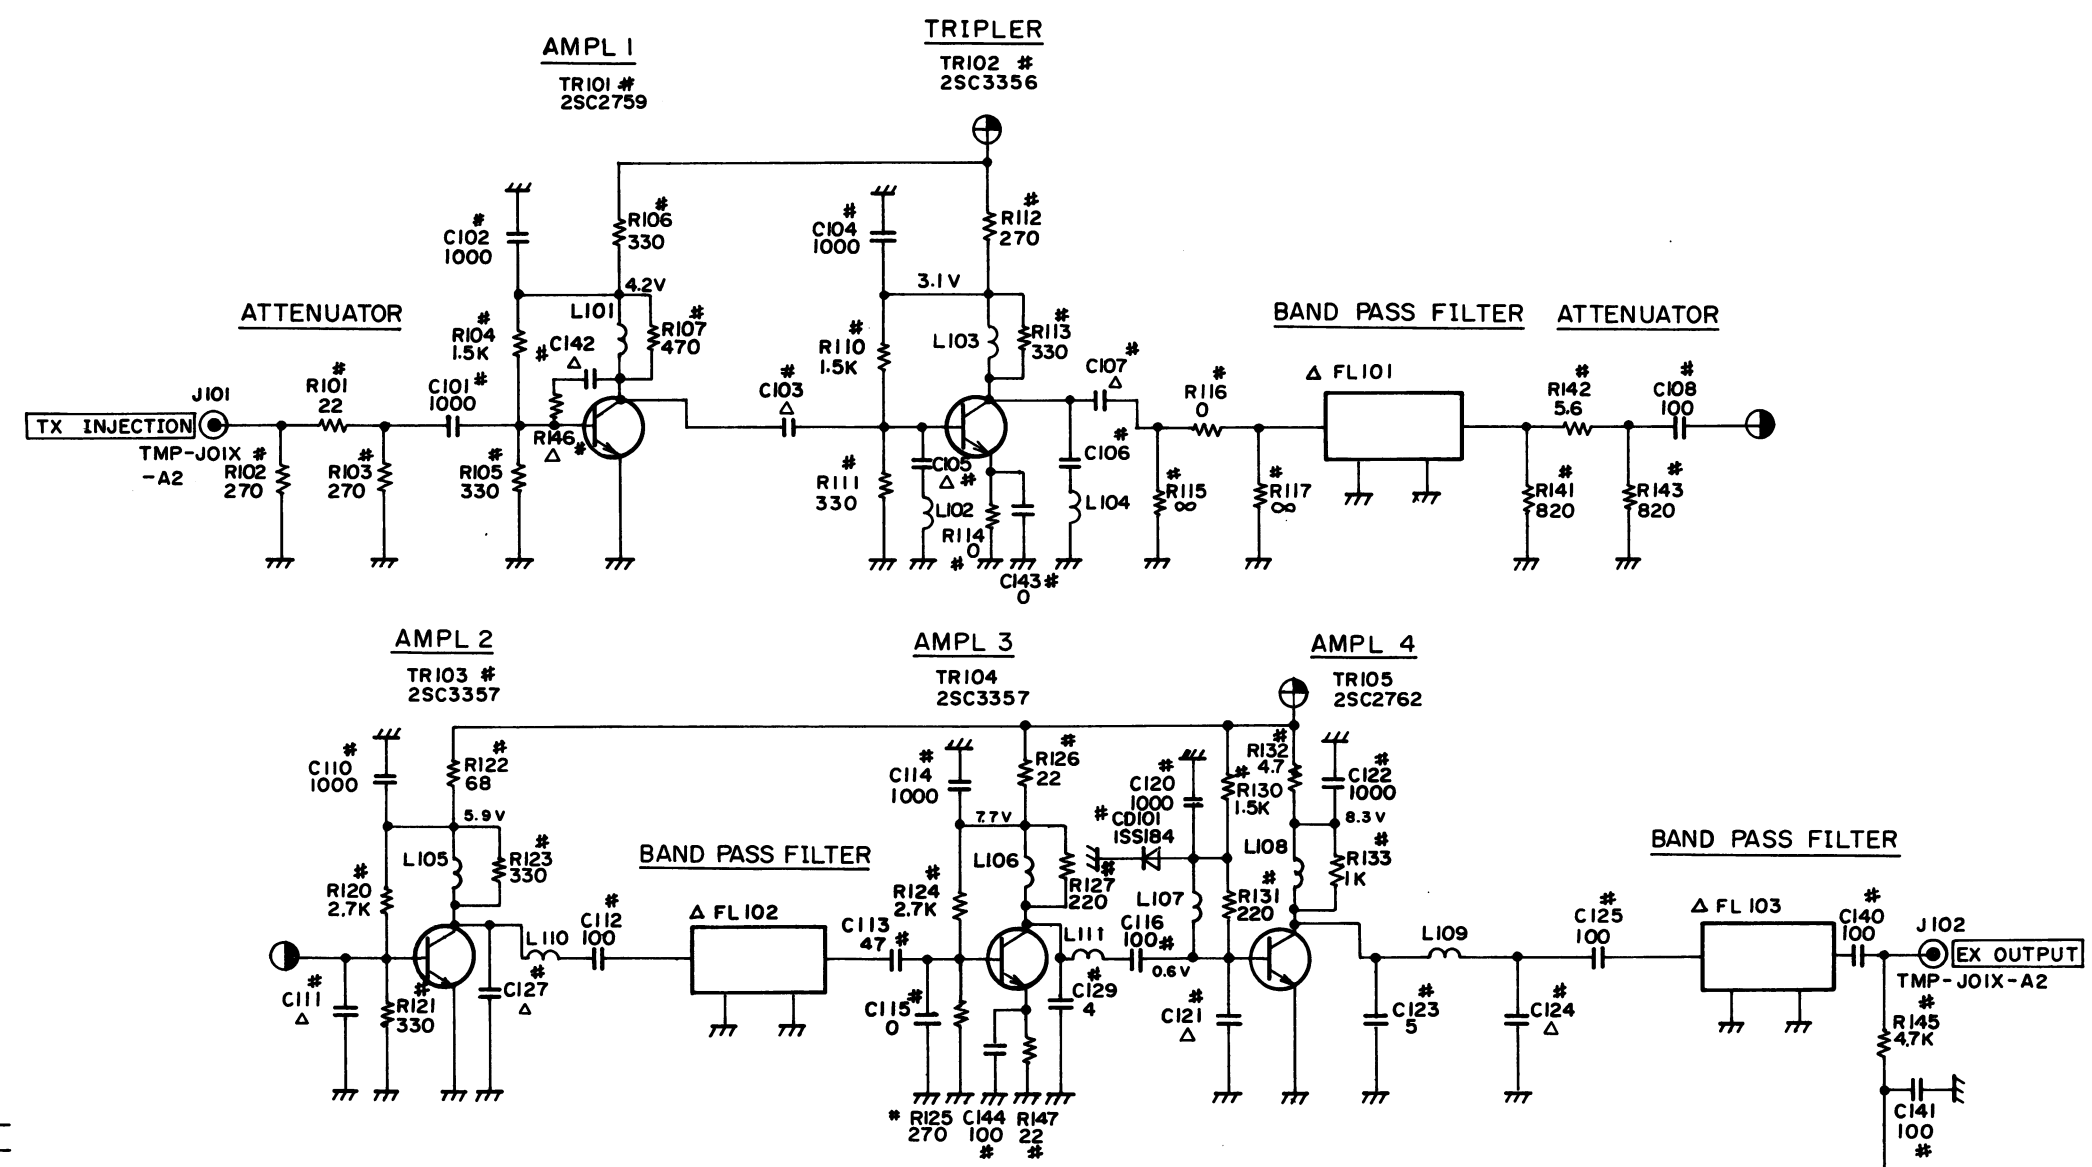 TRIPLER
TR102 #
2SC3356
AMPL 1
TR101 #
2SC2759
#
C102
1000
#
R106
330
#
C104
1000
#
R112
270
4.2V
3.1V
ATTENUATOR
L101
#
R104
1.5K
#
R107
470
#
C142
△
#
R110
1.5K
L103
#
R113
330
BAND PASS FILTER
ATTENUATOR
J101
TX INJECTION
TMP-J01X
-A2
#
R101
22
C101 #
1000
#
C103
△
C107 #
△
#
R116
0
△ FL101
#
R142
5.6
#
C108
100
#
R102
270
#
R103
270
#
R105
330
R146
△ #
#
R111
330
C105
△ #
L102
R114
0
#
C143 #
0
#
C106
L104
#
R115
∞
#
R117
∞
#
R141
820
#
R143
820
AMPL 2
TR103 #
2SC3357
AMPL 3
TR104
2SC3357
AMPL 4
TR105
2SC2762
#
C110
1000
#
R122
68
5.9V
L105
#
R123
330
#
R120
2.7K
BAND PASS FILTER
△ FL102
#
C114
1000
#
R126
22
7.7V
#
C120
1000
#
CD101
1SS184
#
R130
1.5K
#
R132
4.7
#
C122
1000
8.3V
L106
#
R127
220
#
R124
2.7K
L107
#
R131
220
L108
#
R133
1K
BAND PASS FILTER
#
C111
△
#
R121
330
L110
#
C112
100
#
C127
△
C113
47 #
#
C115
0
L111
C116
100 #
0.6V
#
C129
4
#
C121
△
#
C123
5
L109
#
C124
△
#
C125
100
△ FL103
#
C140
100
J102
EX OUTPUT
TMP-J01X-A2
#
R145
4.7K
# R125
270
C144
100
#
R147
22
#
C141
100
#